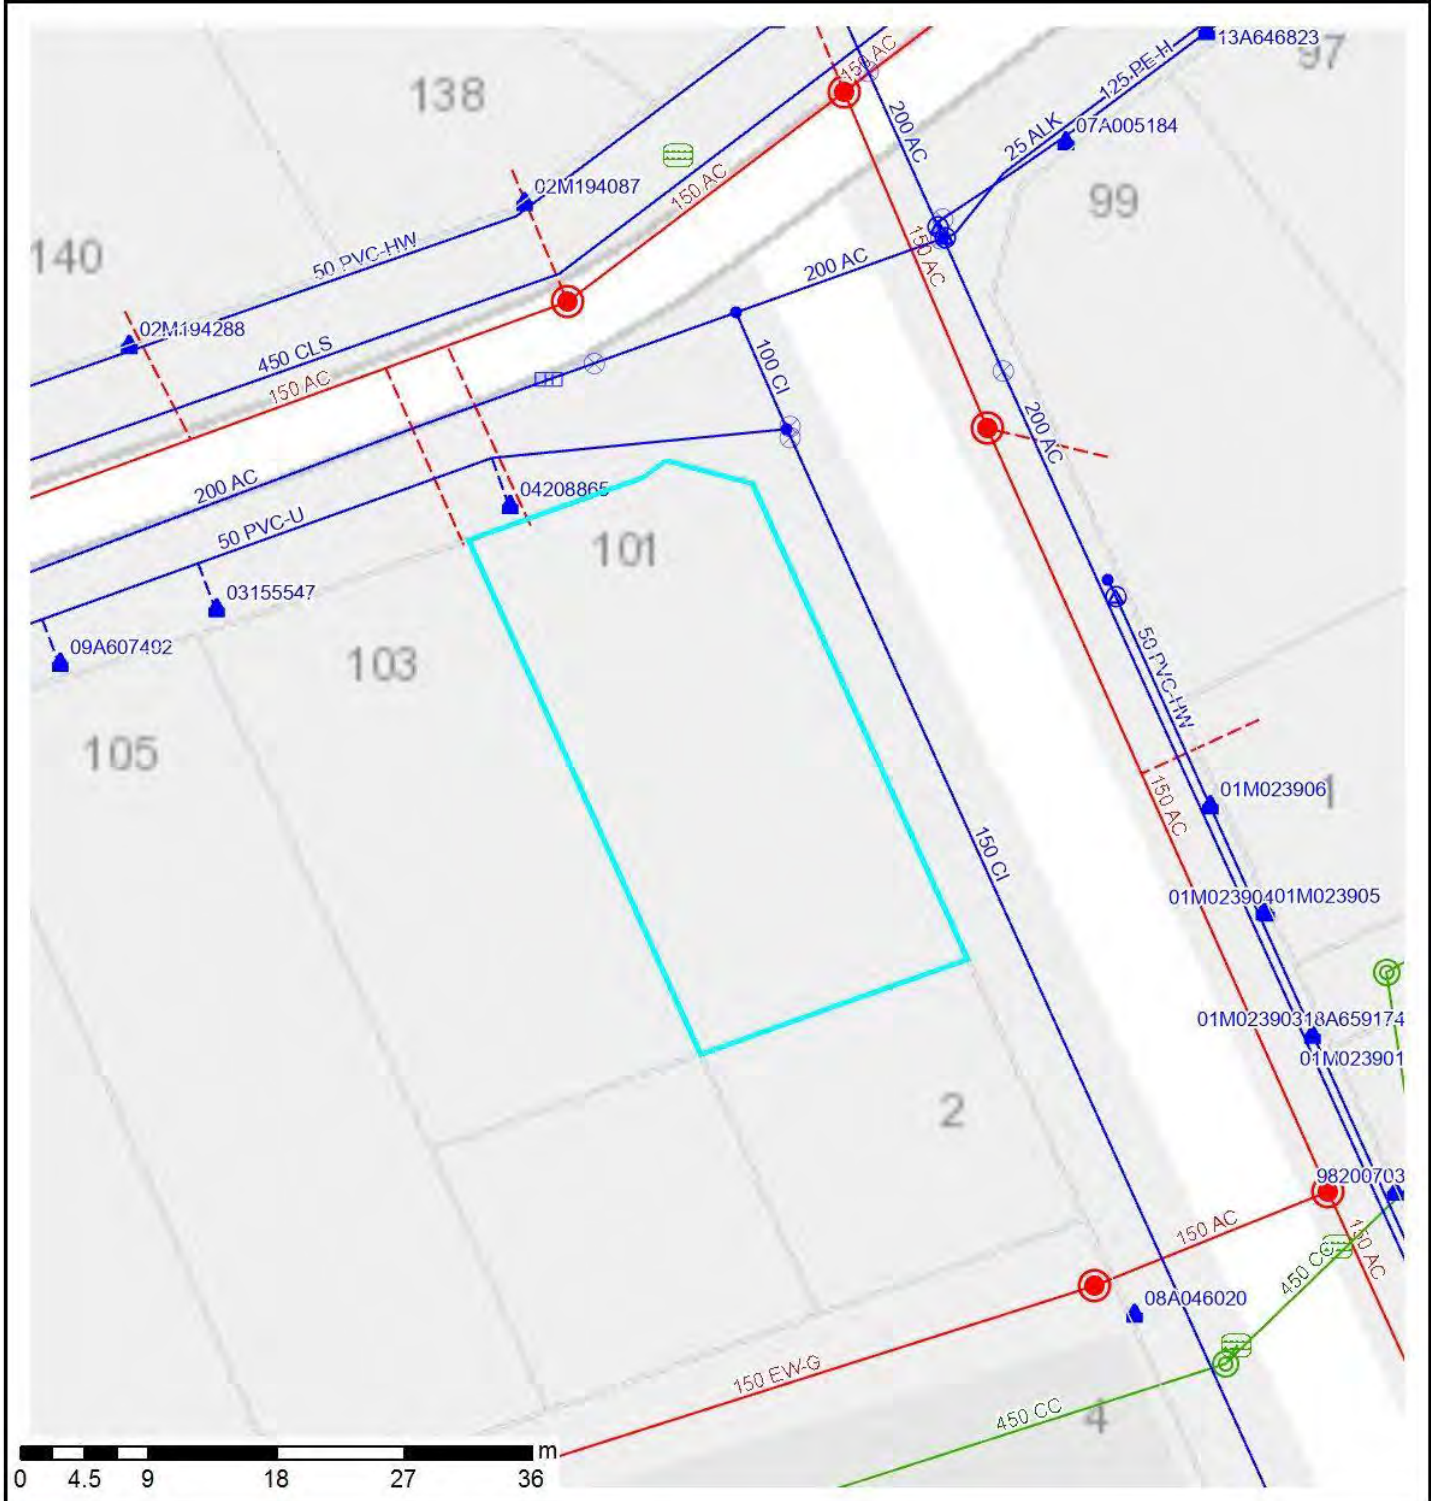 13A646823
97
150 AC
138
125 PE-H
200 AC
07A005184
25 ALK
02M194087
150 AC
99
140
50 PVC-HW
150 AC
200 AC
02M194288
450 CLS
100 CI
150 AC
200 AC
200 AC
04208865
50 PVC-U
101
03155547
09A607492
103
50 PVC-HW
105
01M023906
1
150 AC
150 CI
01M02390401M023905
01M02390318A659174
01M023901
2
98200703
150 AC
150 AC
450 CC
08A046020
150 EW-G
450 CC
4
m
0 4.5 9 18 27 36